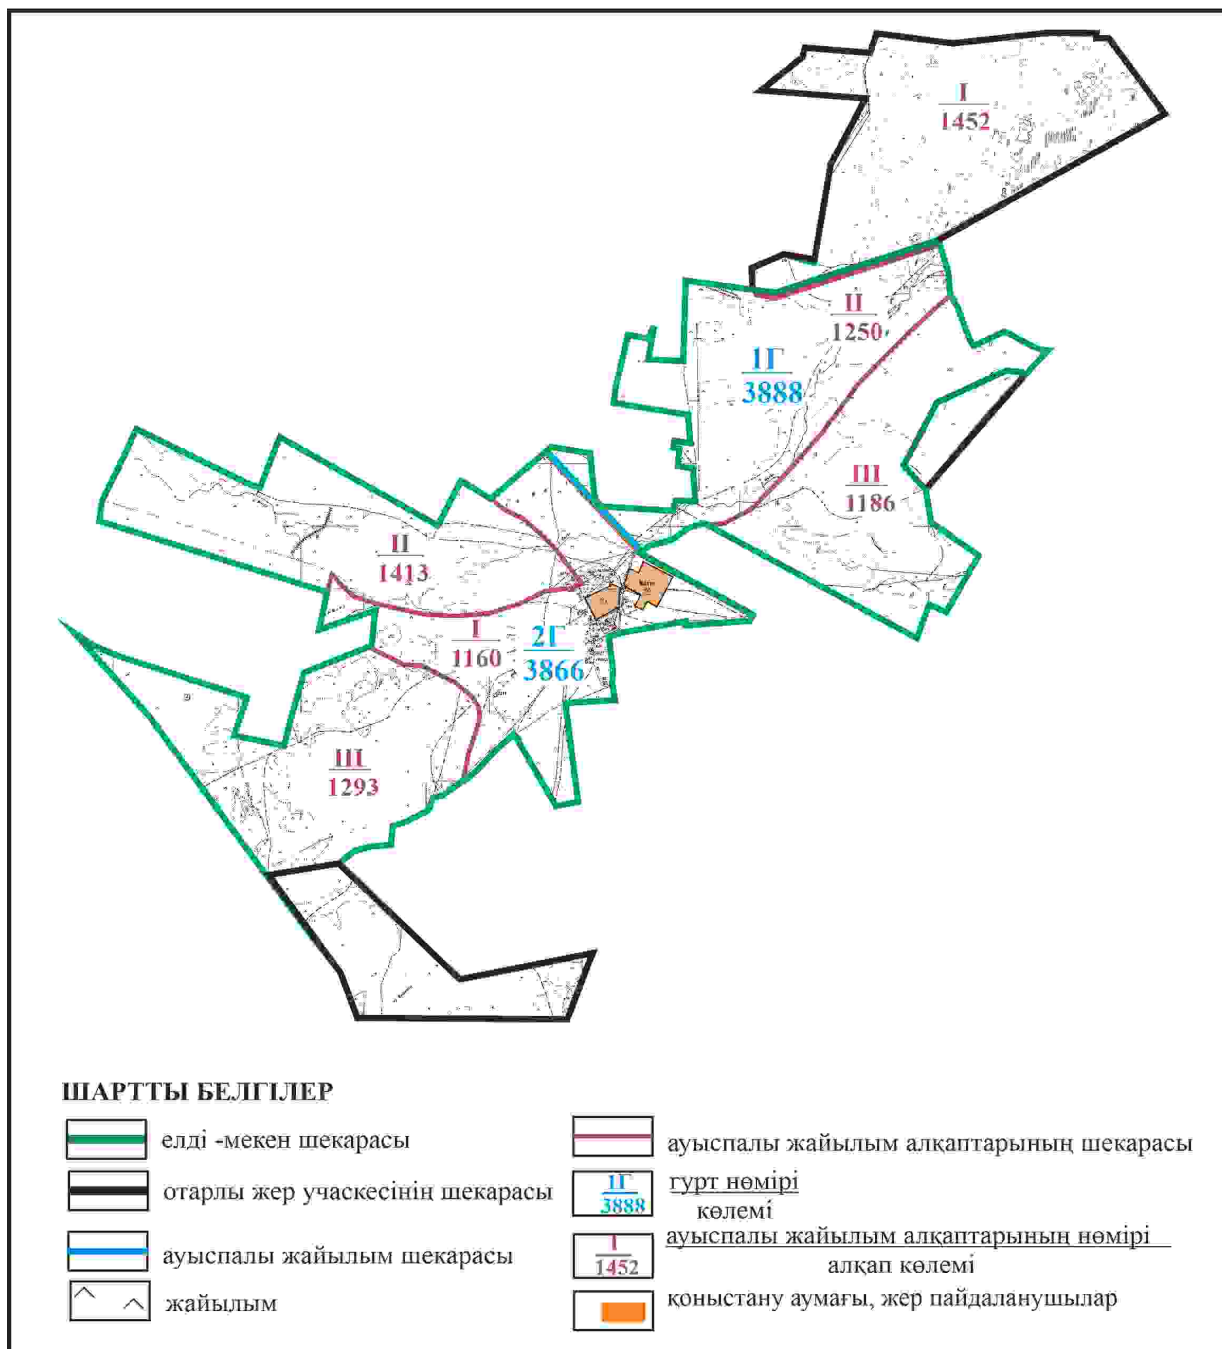 I
1452
II
1250
1Г
3888
III
1186
II
1413
I
1160
2Г
3866
III
1293
ШАРТТЫ БЕЛГІЛЕР
елді -мекен шекарасы
отарлы жер учаскесінің шекарасы
ауыспалы жайылым шекарасы
жайылым
ауыспалы жайылым алқаптарының шекарасы
1Г
3888
гурт нөмірі
көлемі
I
1452
ауыспалы жайылым алқаптарының нөмірі
алқап көлемі
қоныстану аумағы, жер пайдаланушылар